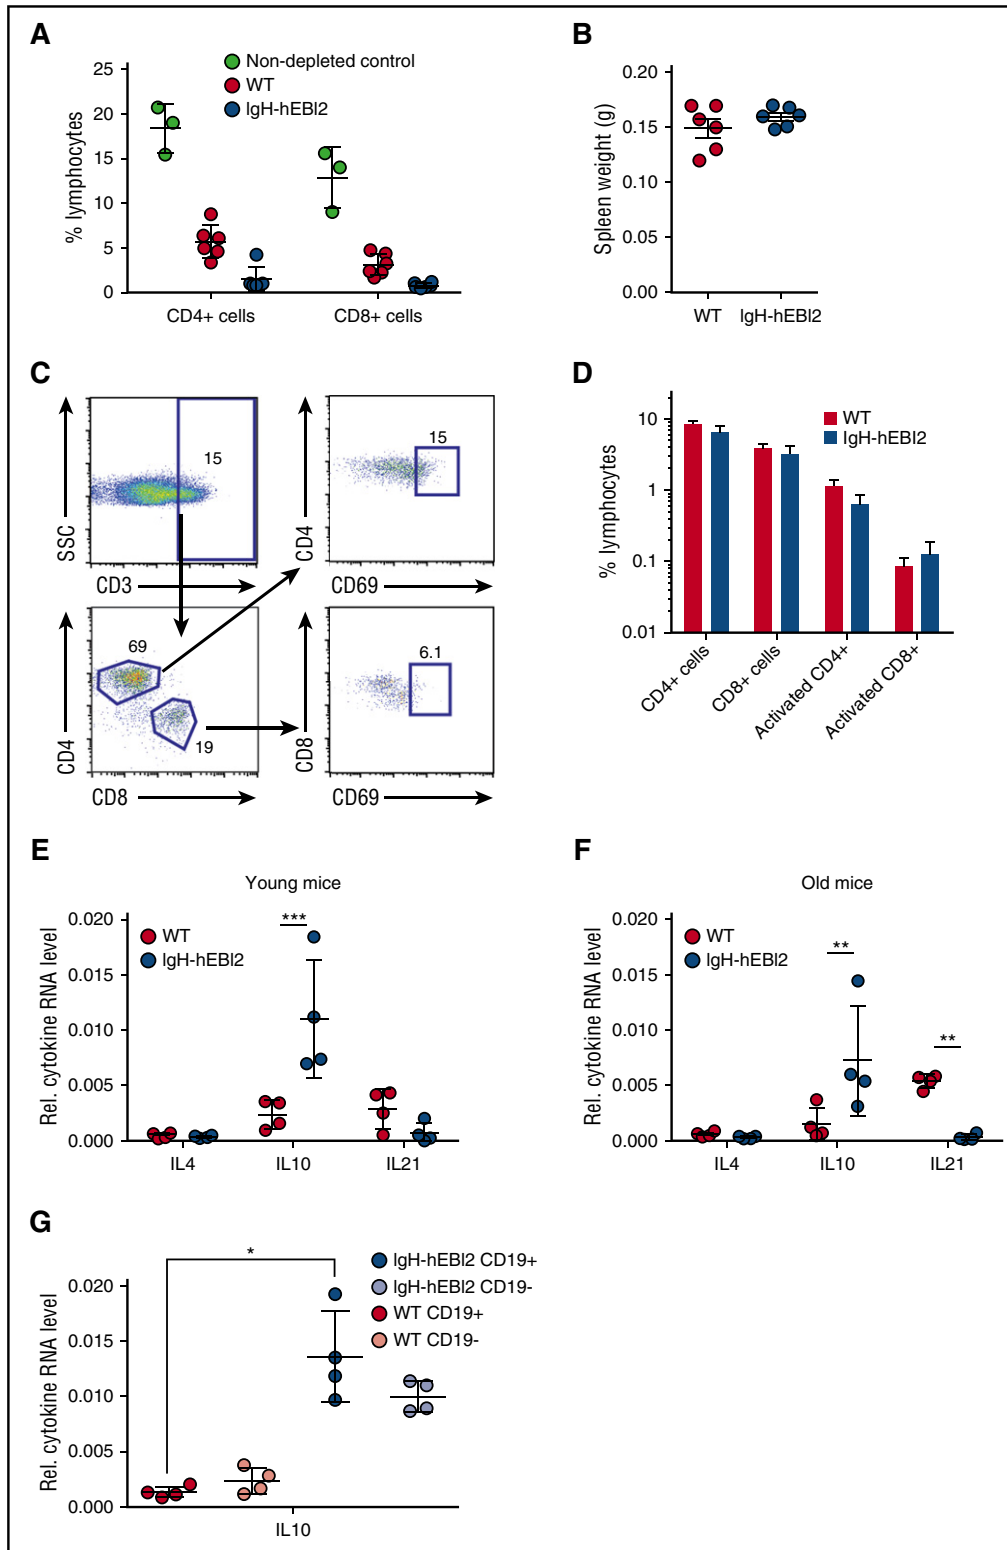 A
Non-depleted control
WT
IgH-hEBI2
% lymphocytes
25
20
15
10
5
0
CD4+ cells
CD8+ cells
B
Spleen weight (g)
0.20
0.15
0.10
0.05
0.00
WT
IgH-hEBI2
C
SSC
15
CD3
CD4
15
CD69
CD4
69
19
CD8
CD8
6.1
CD69
D
WT
IgH-hEBI2
% lymphocytes
10
1
0.1
0.01
CD4+ cells
CD8+ cells
Activated CD4+
Activated CD8+
E
Young mice
WT
IgH-hEBI2
***
Rel. cytokine RNA level
0.020
0.015
0.010
0.005
0.000
IL4
IL10
IL21
F
Old mice
WT
IgH-hEBI2
**
**
Rel. cytokine RNA level
0.020
0.015
0.010
0.005
0.000
IL4
IL10
IL21
G
*
IgH-hEBI2 CD19+
IgH-hEBI2 CD19-
WT CD19+
WT CD19-
Rel. cytokine RNA level
0.020
0.015
0.010
0.005
0.000
IL10